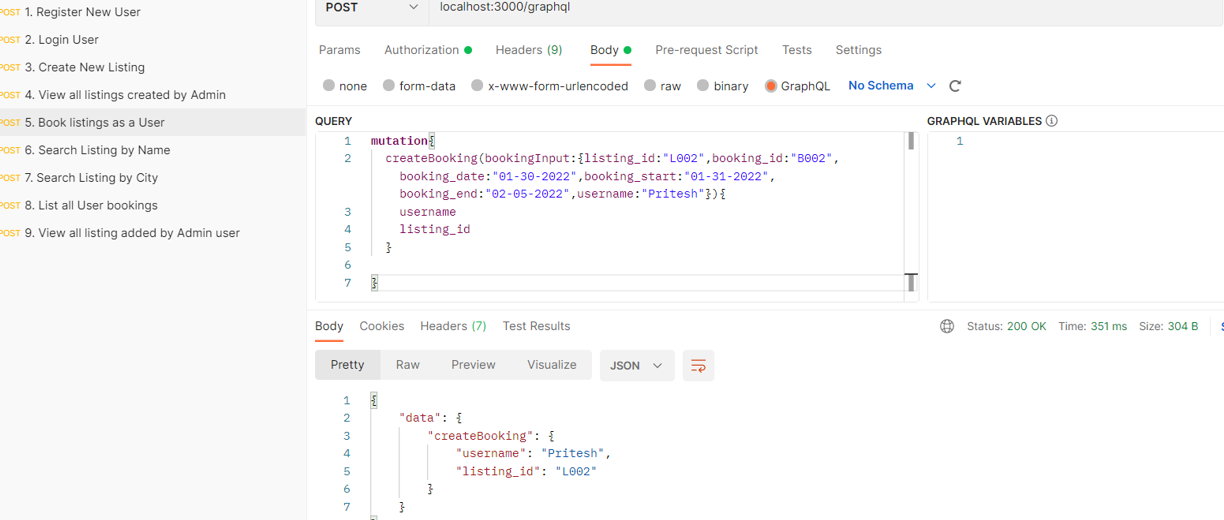 POST 1. Register New User
POST 2. Login User
POST 3. Create New Listing
POST 4. View all listings created by Admin
POST 5. Book listings as a User
POST 6. Search Listing by Name
POST 7. Search Listing by City
POST 8. List all User bookings
POST 9. View all listing added by Admin user
POST localhost:3000/graphql
Params Authorization Headers (9) Body Pre-request Script Tests Settings
none form-data x-www-form-urlencoded raw binary GraphQL No Schema
QUERY
1 mutation{
2 createBooking(bookingInput:{listing_id:"L002",booking_id:"B002",
booking_date:"01-30-2022",booking_start:"01-31-2022",
booking_end:"02-05-2022",username:"Pritesh"}){
3 username
4 listing_id
5 }
6
7 }
GRAPHQL VARIABLES
1
Body Cookies Headers (7) Test Results
Status: 200 OK Time: 351 ms Size: 304 B
Pretty Raw Preview Visualize JSON
1 {
2 "data": {
3 "createBooking": {
4 "username": "Pritesh",
5 "listing_id": "L002"
6 }
7 }